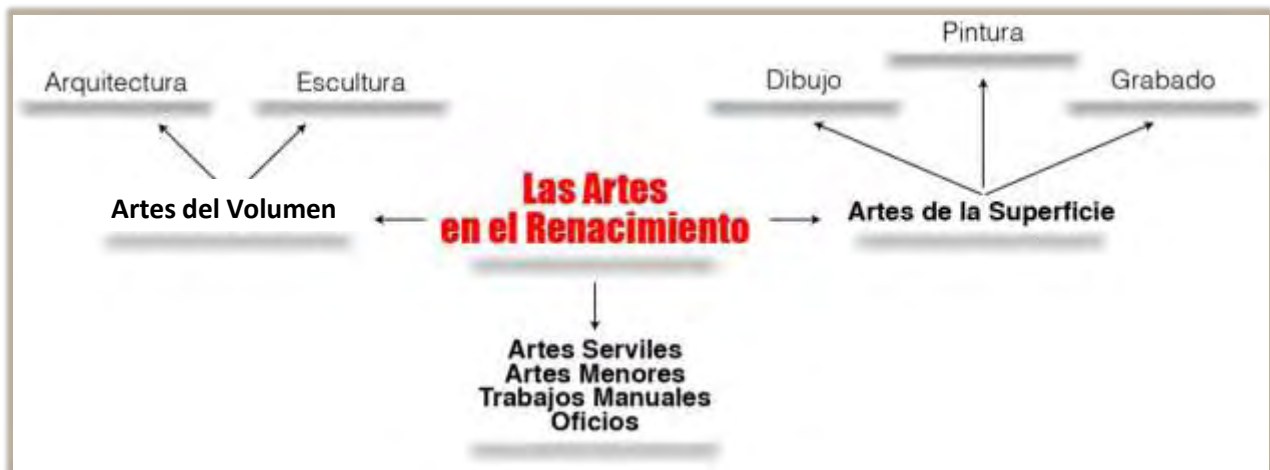 Pintura
Arquitectura
Escultura
Dibujo
Grabado
Las Artes
en el Renacimiento
Artes del Volumen
Artes de la Superficie
Artes Serviles
Artes Menores
Trabajos Manuales
Oficios